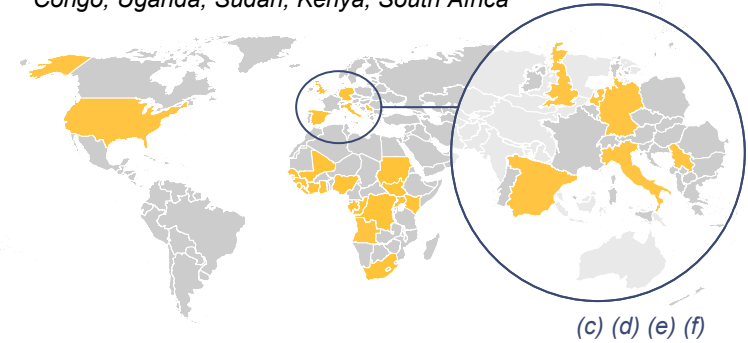 Congo, Uganda, Sudan, Kenya, South Africa
(c) (d) (e) (f)